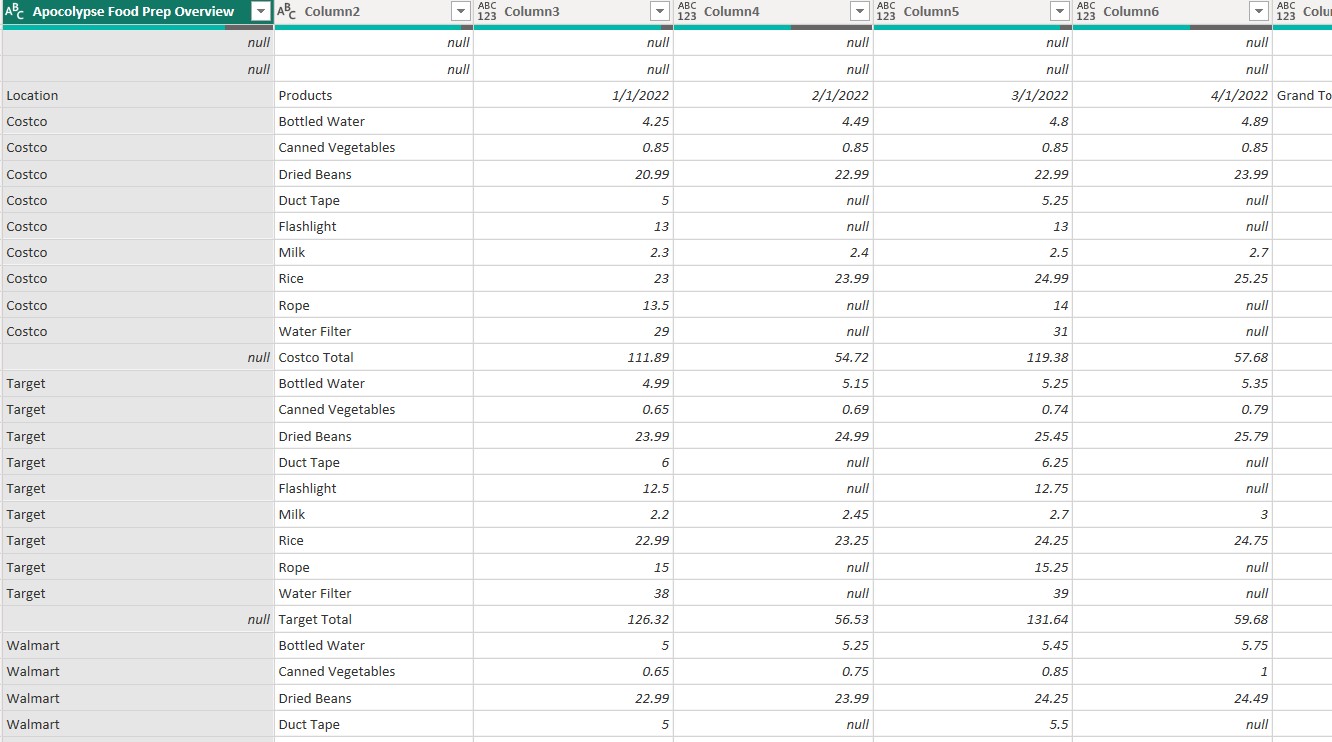 ABC Apocolypse Food Prep Overview ABC Column2 ABC 123 Column3 ABC 123 Column4 ABC 123 Column5 ABC 123 Column6 ABC 123 Colu
null null null null null null
null null null null null null
Location Products 1/1/2022 2/1/2022 3/1/2022 4/1/2022 Grand To
Costco Bottled Water 4.25 4.49 4.8 4.89
Costco Canned Vegetables 0.85 0.85 0.85 0.85
Costco Dried Beans 20.99 22.99 22.99 23.99
Costco Duct Tape 5 null 5.25 null
Costco Flashlight 13 null 13 null
Costco Milk 2.3 2.4 2.5 2.7
Costco Rice 23 23.99 24.99 25.25
Costco Rope 13.5 null 14 null
Costco Water Filter 29 null 31 null
null Costco Total 111.89 54.72 119.38 57.68
Target Bottled Water 4.99 5.15 5.25 5.35
Target Canned Vegetables 0.65 0.69 0.74 0.79
Target Dried Beans 23.99 24.99 25.45 25.79
Target Duct Tape 6 null 6.25 null
Target Flashlight 12.5 null 12.75 null
Target Milk 2.2 2.45 2.7 3
Target Rice 22.99 23.25 24.25 24.75
Target Rope 15 null 15.25 null
Target Water Filter 38 null 39 null
null Target Total 126.32 56.53 131.64 59.68
Walmart Bottled Water 5 5.25 5.45 5.75
Walmart Canned Vegetables 0.65 0.75 0.85 1
Walmart Dried Beans 22.99 23.99 24.25 24.49
Walmart Duct Tape 5 null 5.5 null